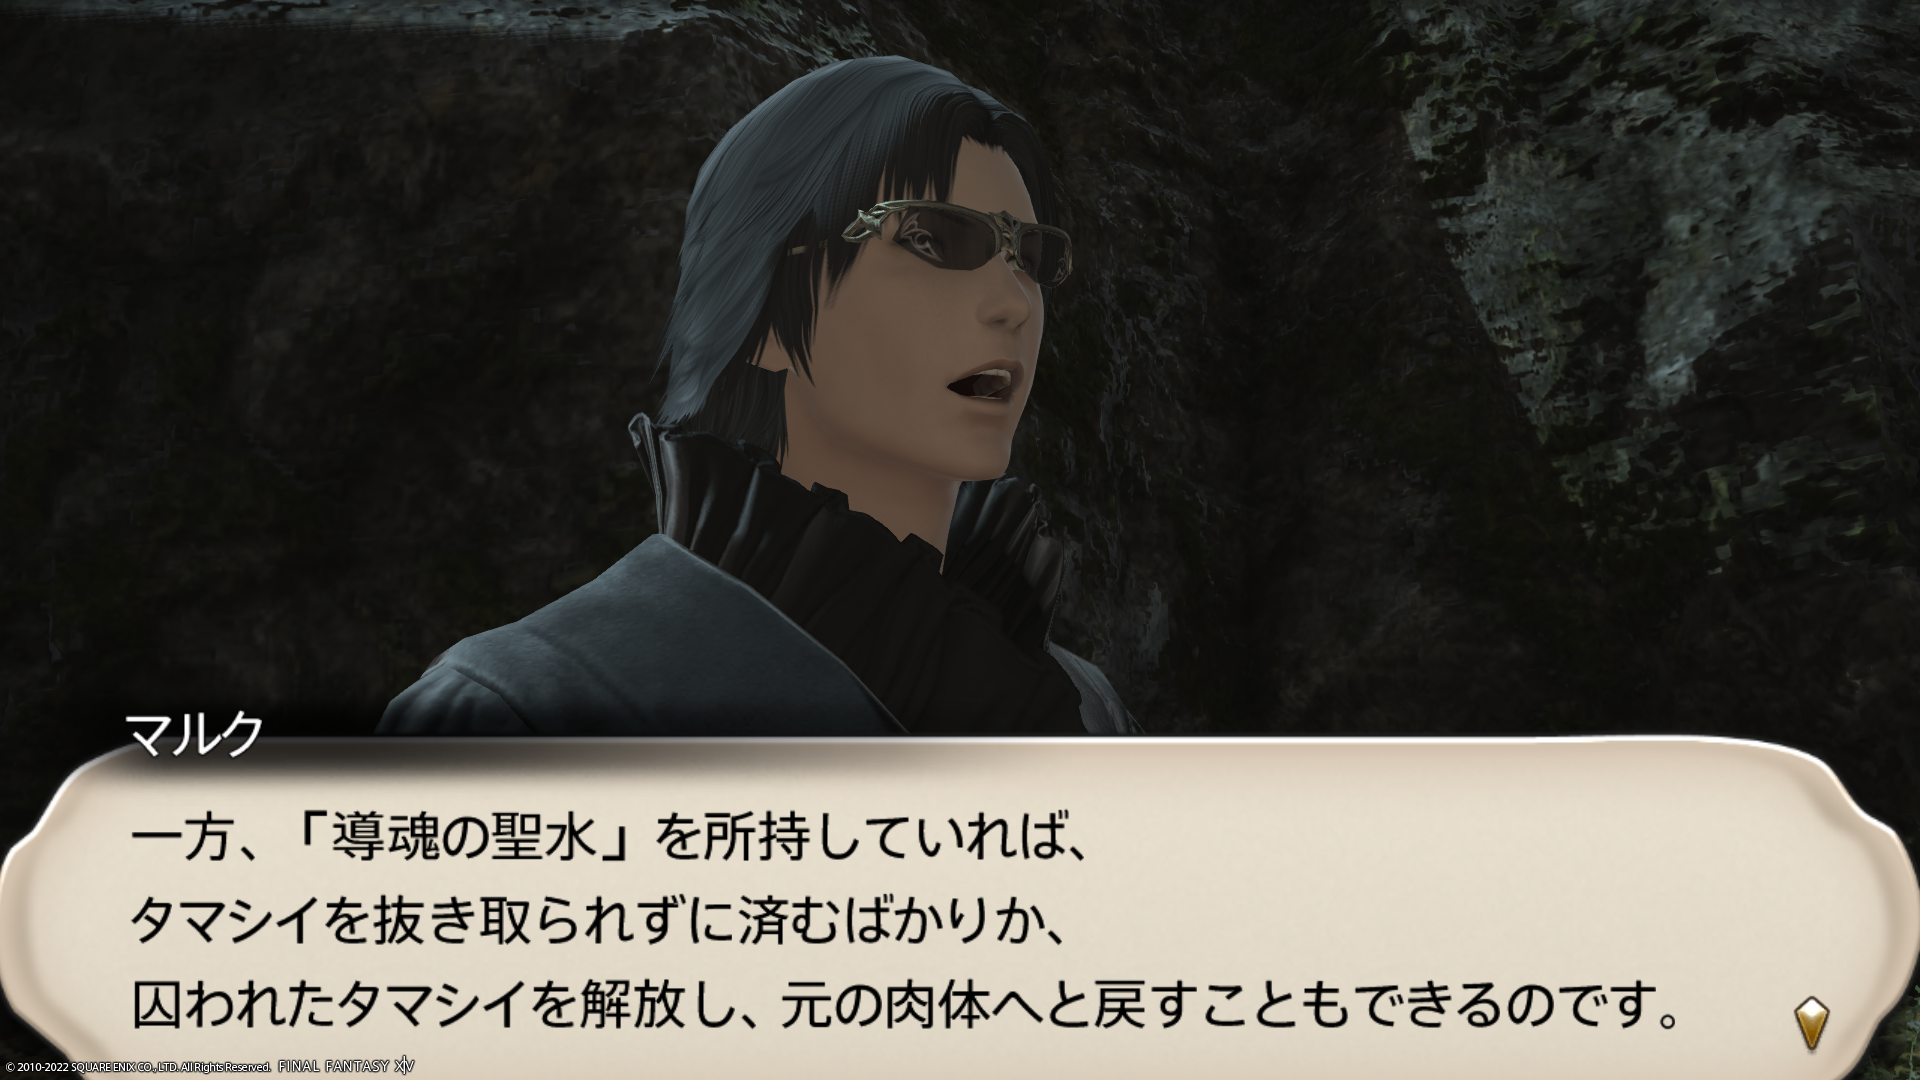 マルク
一方、「導魂の聖水」を所持していれば、
タマシイを抜き取られずに済むばかりか、
囚われたタマシイを解放し、元の肉体へと戻すこともできるのです。
© 2010-2022 SQUARE ENIX CO., LTD. All Rights Reserved. FINAL FANTASY XIV